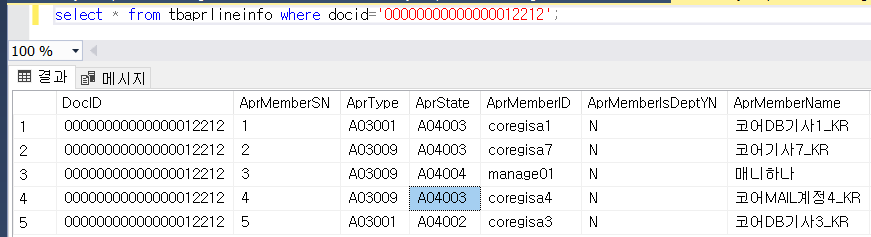 select * from tbaprlineinfo where docid='00000000000000012212';
100 %
결과 메시지
DocID AprMemberSN AprType AprState AprMemberID AprMemberIsDeptYN AprMemberName
1 00000000000000012212 1 A03001 A04003 coregisa1 N 코어DB기사1_KR
2 00000000000000012212 2 A03009 A04003 coregisa7 N 코어기사7_KR
3 00000000000000012212 3 A03009 A04004 manage01 N 매니하나
4 00000000000000012212 4 A03009 A04003 coregisa4 N 코어MAIL계정4_KR
5 00000000000000012212 5 A03001 A04002 coregisa3 N 코어DB기사3_KR